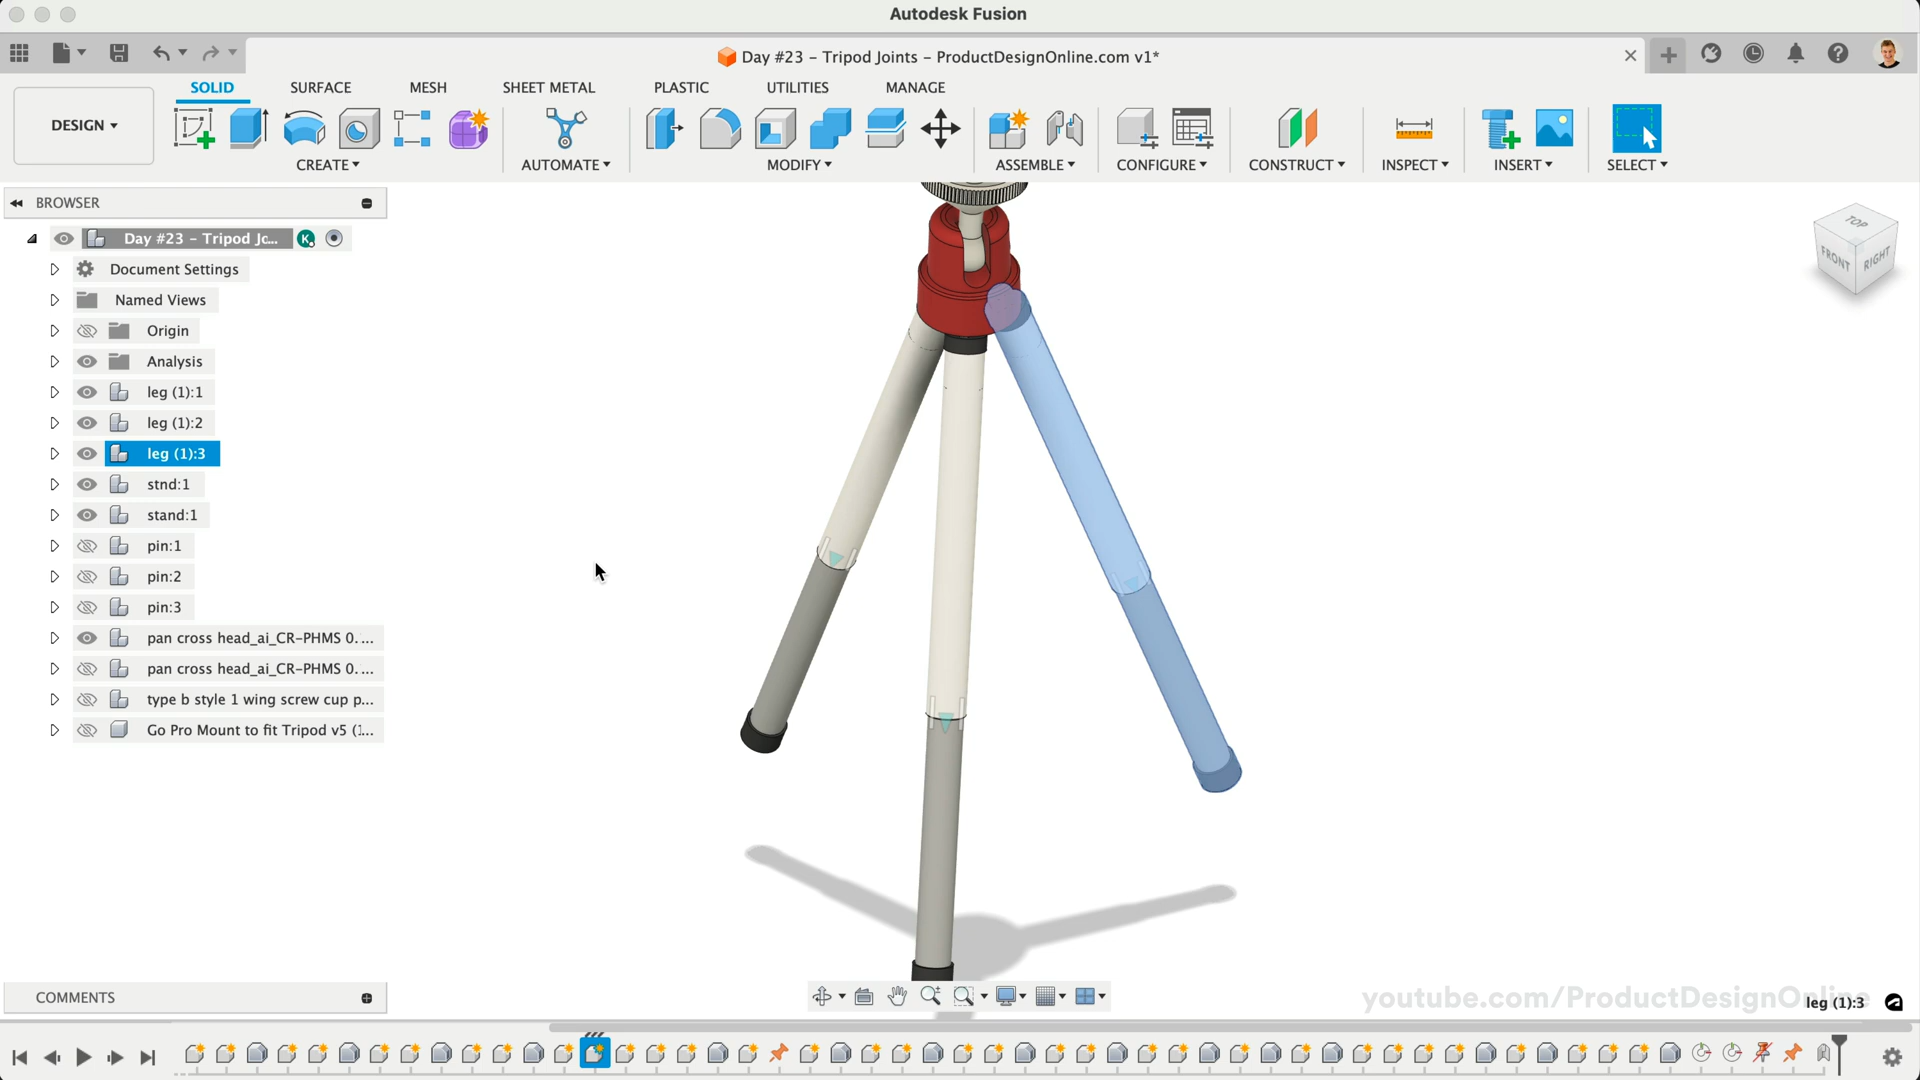 Autodesk Fusion
Day #23 – Tripod Joints – ProductDesignOnline.com v1*
SOLID SURFACE MESH SHEET METAL PLASTIC UTILITIES MANAGE
DESIGN
CREATE AUTOMATE MODIFY ASSEMBLE CONFIGURE CONSTRUCT INSPECT INSERT SELECT
BROWSER
Day #23 – Tripod Jc... K
Document Settings
Named Views
Origin
Analysis
leg (1):1
leg (1):2
leg (1):3
stnd:1
stand:1
pin:1
pin:2
pin:3
pan cross head_ai_CR-PHMS 0....
pan cross head_ai_CR-PHMS 0....
type b style 1 wing screw cup p...
Go Pro Mount to fit Tripod v5 (1...
TOP
FRONT
RIGHT
COMMENTS
youtube.com/ProductDesignOnline
leg (1):3